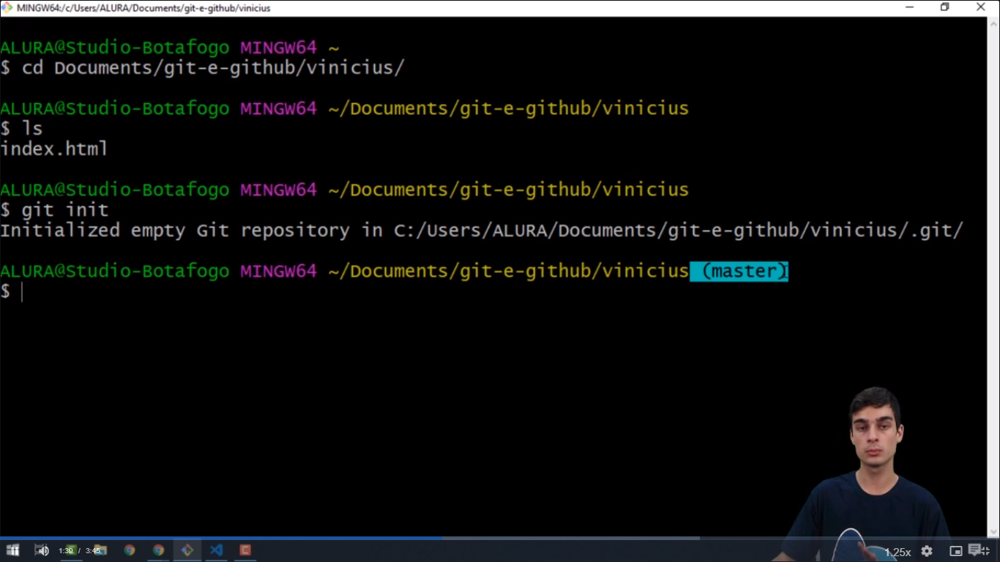 MINGW64:/c/Users/ALURA/Documents/git-e-github/vinicius
ALURA@Studio-Botafogo MINGW64 ~
$ cd Documents/git-e-github/vinicius/
ALURA@Studio-Botafogo MINGW64 ~/Documents/git-e-github/vinicius
$ ls
index.html
ALURA@Studio-Botafogo MINGW64 ~/Documents/git-e-github/vinicius
$ git init
Initialized empty Git repository in C:/Users/ALURA/Documents/git-e-github/vinicius/.git/
ALURA@Studio-Botafogo MINGW64 ~/Documents/git-e-github/vinicius (master)
$
1:30 / 3:45
1.25x